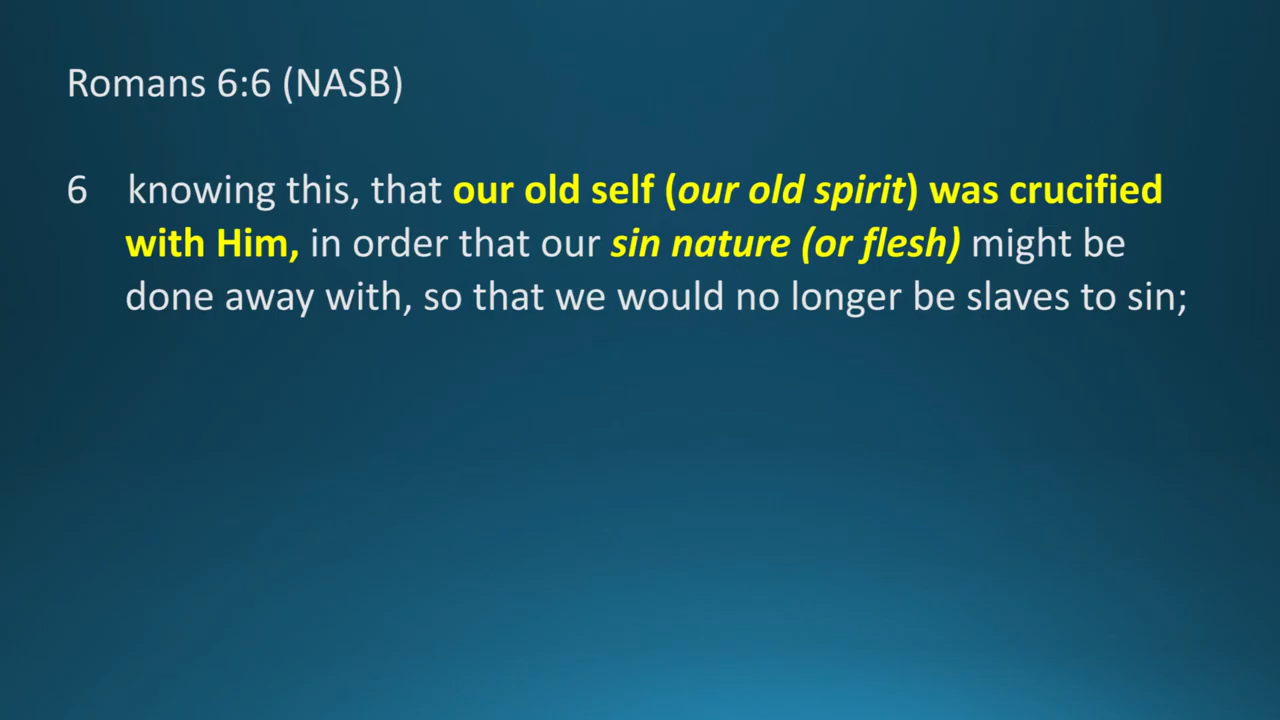 Romans 6:6 (NASB)
6 knowing this, that our old self (our old spirit) was crucified
with Him, in order that our sin nature (or flesh) might be
done away with, so that we would no longer be slaves to sin;